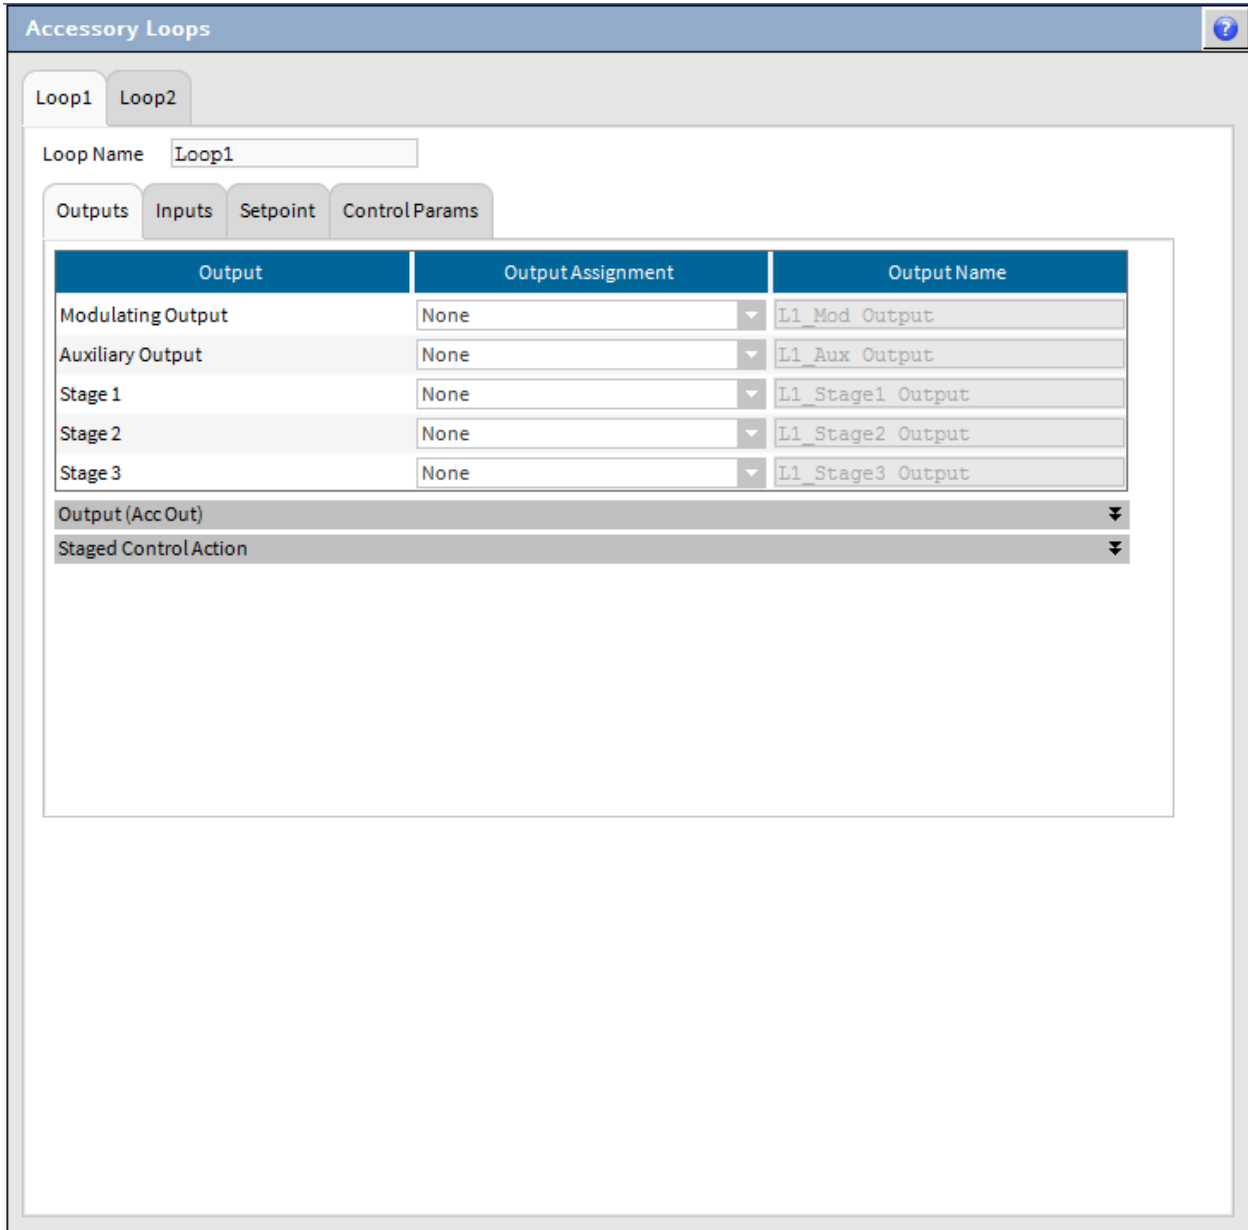 Accessory Loops
?
Loop1 Loop2
Loop Name Loop1
Outputs Inputs Setpoint Control Params
Output Output Assignment Output Name
Modulating Output None L1_Mod Output
Auxiliary Output None L1_Aux Output
Stage 1 None L1_Stage1 Output
Stage 2 None L1_Stage2 Output
Stage 3 None L1_Stage3 Output
Output (Acc Out)
Staged Control Action